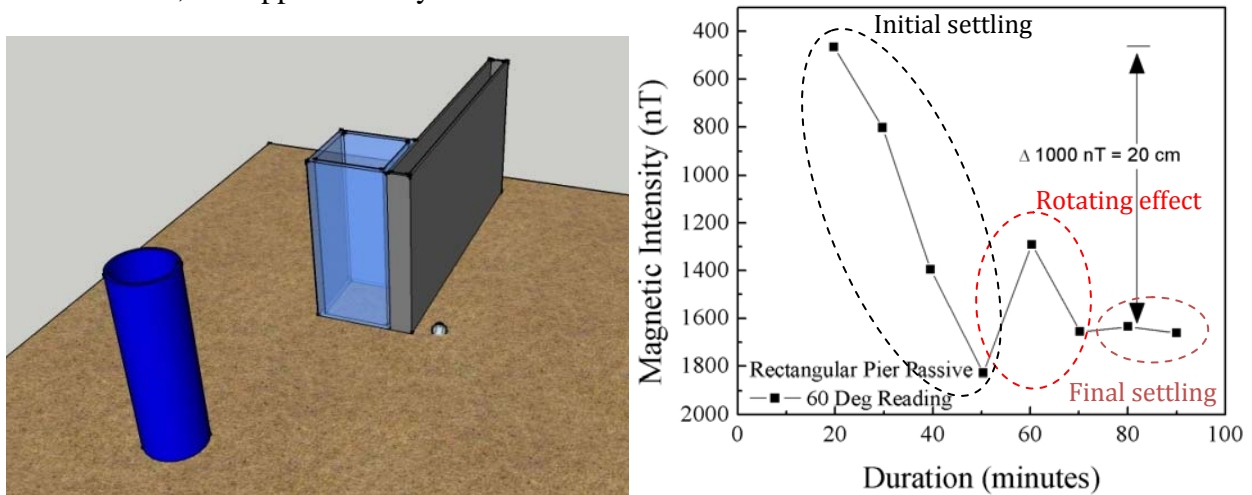 Initial settling
400
600
800
1000
1200
1400
1600
1800
2000
Magnetic Intensity (nT)
Δ 1000 nT = 20 cm
Rotating effect
Rectangular Pier Passive
60 Deg Reading
Final settling
0 20 40 60 80 100
Duration (minutes)